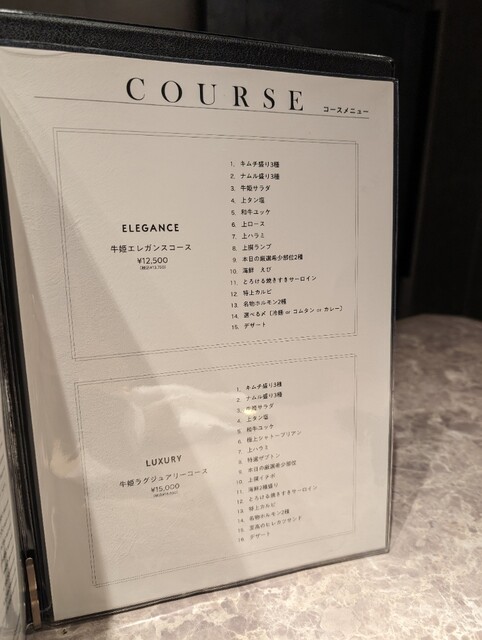 COURSE
コースメニュー
ELEGANCE
牛姫エレガンスコース
¥12,500
1. キムチ盛り3種
2. ナムル盛り3種
3. 牛姫サラダ
4. 上タン塩
5. 和牛ユッケ
6. 上ロース
7. 上ハラミ
8. 上撰ランプ
9. 本日の厳選希少部位2種
10. 海鮮 えび
11. とろける焼きすきサーロイン
12. 特上カルビ
13. 名物ホルモン2種
14. 選べる〆〔冷麺 or コムタン or カレー〕
15. デザート
LUXURY
牛姫ラグジュアリーコース
¥15,000
1. キムチ盛り3種
2. ナムル盛り3種
3. 牛姫サラダ
4. 上タン塩
5. 和牛ユッケ
6. 極上シャトーブリアン
7. 上ハラミ
8. 特選ザブトン
9. 本日の厳選希少部位
10. 上撰イチボ
11. 海鮮2種盛り
12. とろける焼きすきサーロイン
13. 特上カルビ
14. 名物ホルモン2種
15. 至高のヒレカツサンド
16. デザート